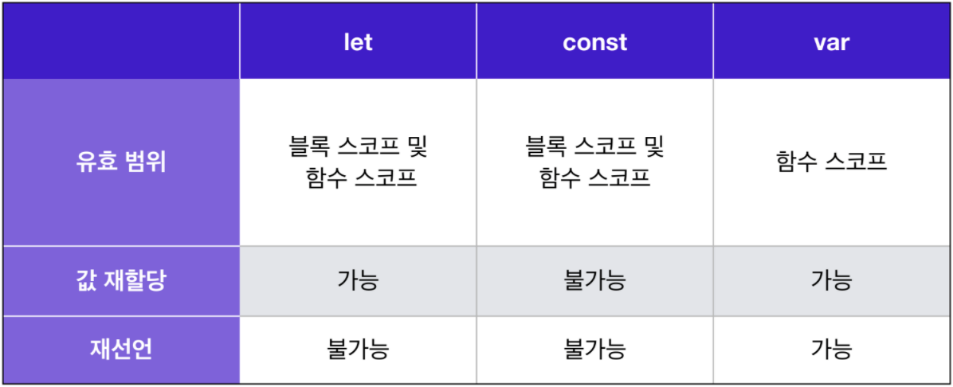 let const var
유효 범위
블록 스코프 및
함수 스코프
블록 스코프 및
함수 스코프
함수 스코프
값 재할당 가능 불가능 가능
재선언 불가능 불가능 가능